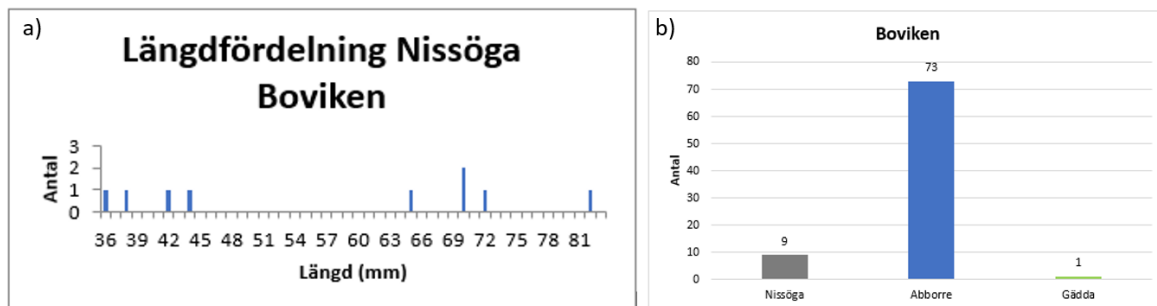 a)
Längdfördelning Nissöga
Boviken
Antal
3
2
1
0
36 39 42 45 48 51 54 57 60 63 66 69 72 75 78 81
Längd (mm)
b)
Boviken
Antal
80
70
60
50
40
30
20
10
0
9
73
1
Nissöga Abborre Gädda